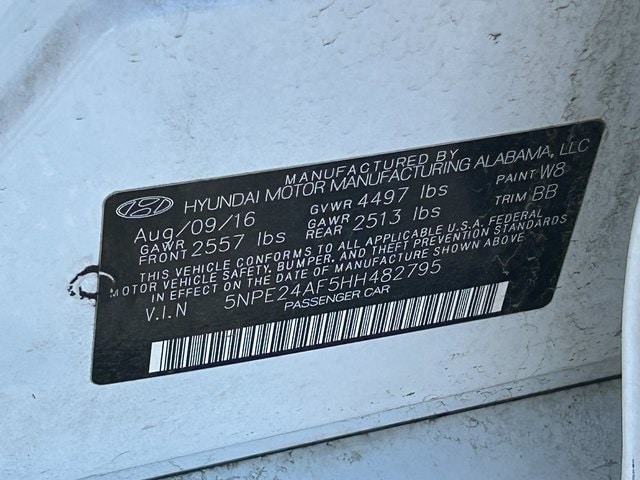 MANUFACTURED BY
HYUNDAI MOTOR MANUFACTURING ALABAMA, LLC
Aug/09/16 GVWR 4497 lbs PAINT W8
GAWR FRONT 2557 lbs GAWR REAR 2513 lbs TRIM BB
THIS VEHICLE CONFORMS TO ALL APPLICABLE U.S.A. FEDERAL
MOTOR VEHICLE SAFETY, BUMPER, AND THEFT PREVENTION STANDARDS
IN EFFECT ON THE DATE OF MANUFACTURE SHOWN ABOVE
V.I.N 5NPE24AF5HH482795
PASSENGER CAR